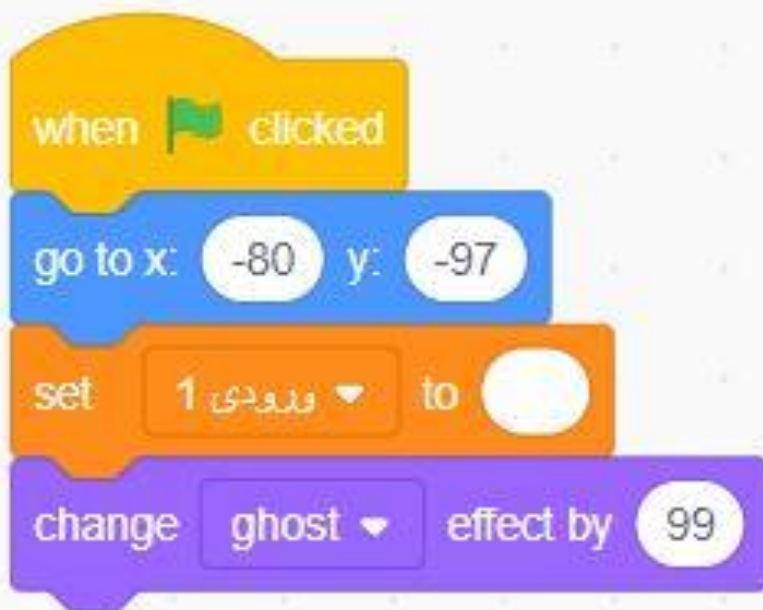 when clicked
go to x: -80 y: -97
set ورودی 1 to
change ghost effect by 99